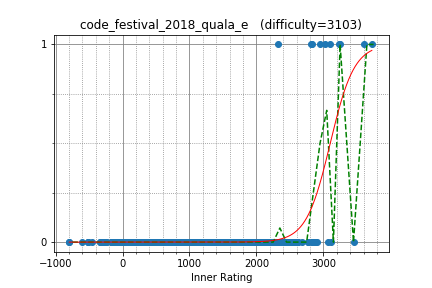 code_festival_2018_quala_e (difficulty=3103)
1
0
-1000 0 1000 2000 3000
Inner Rating